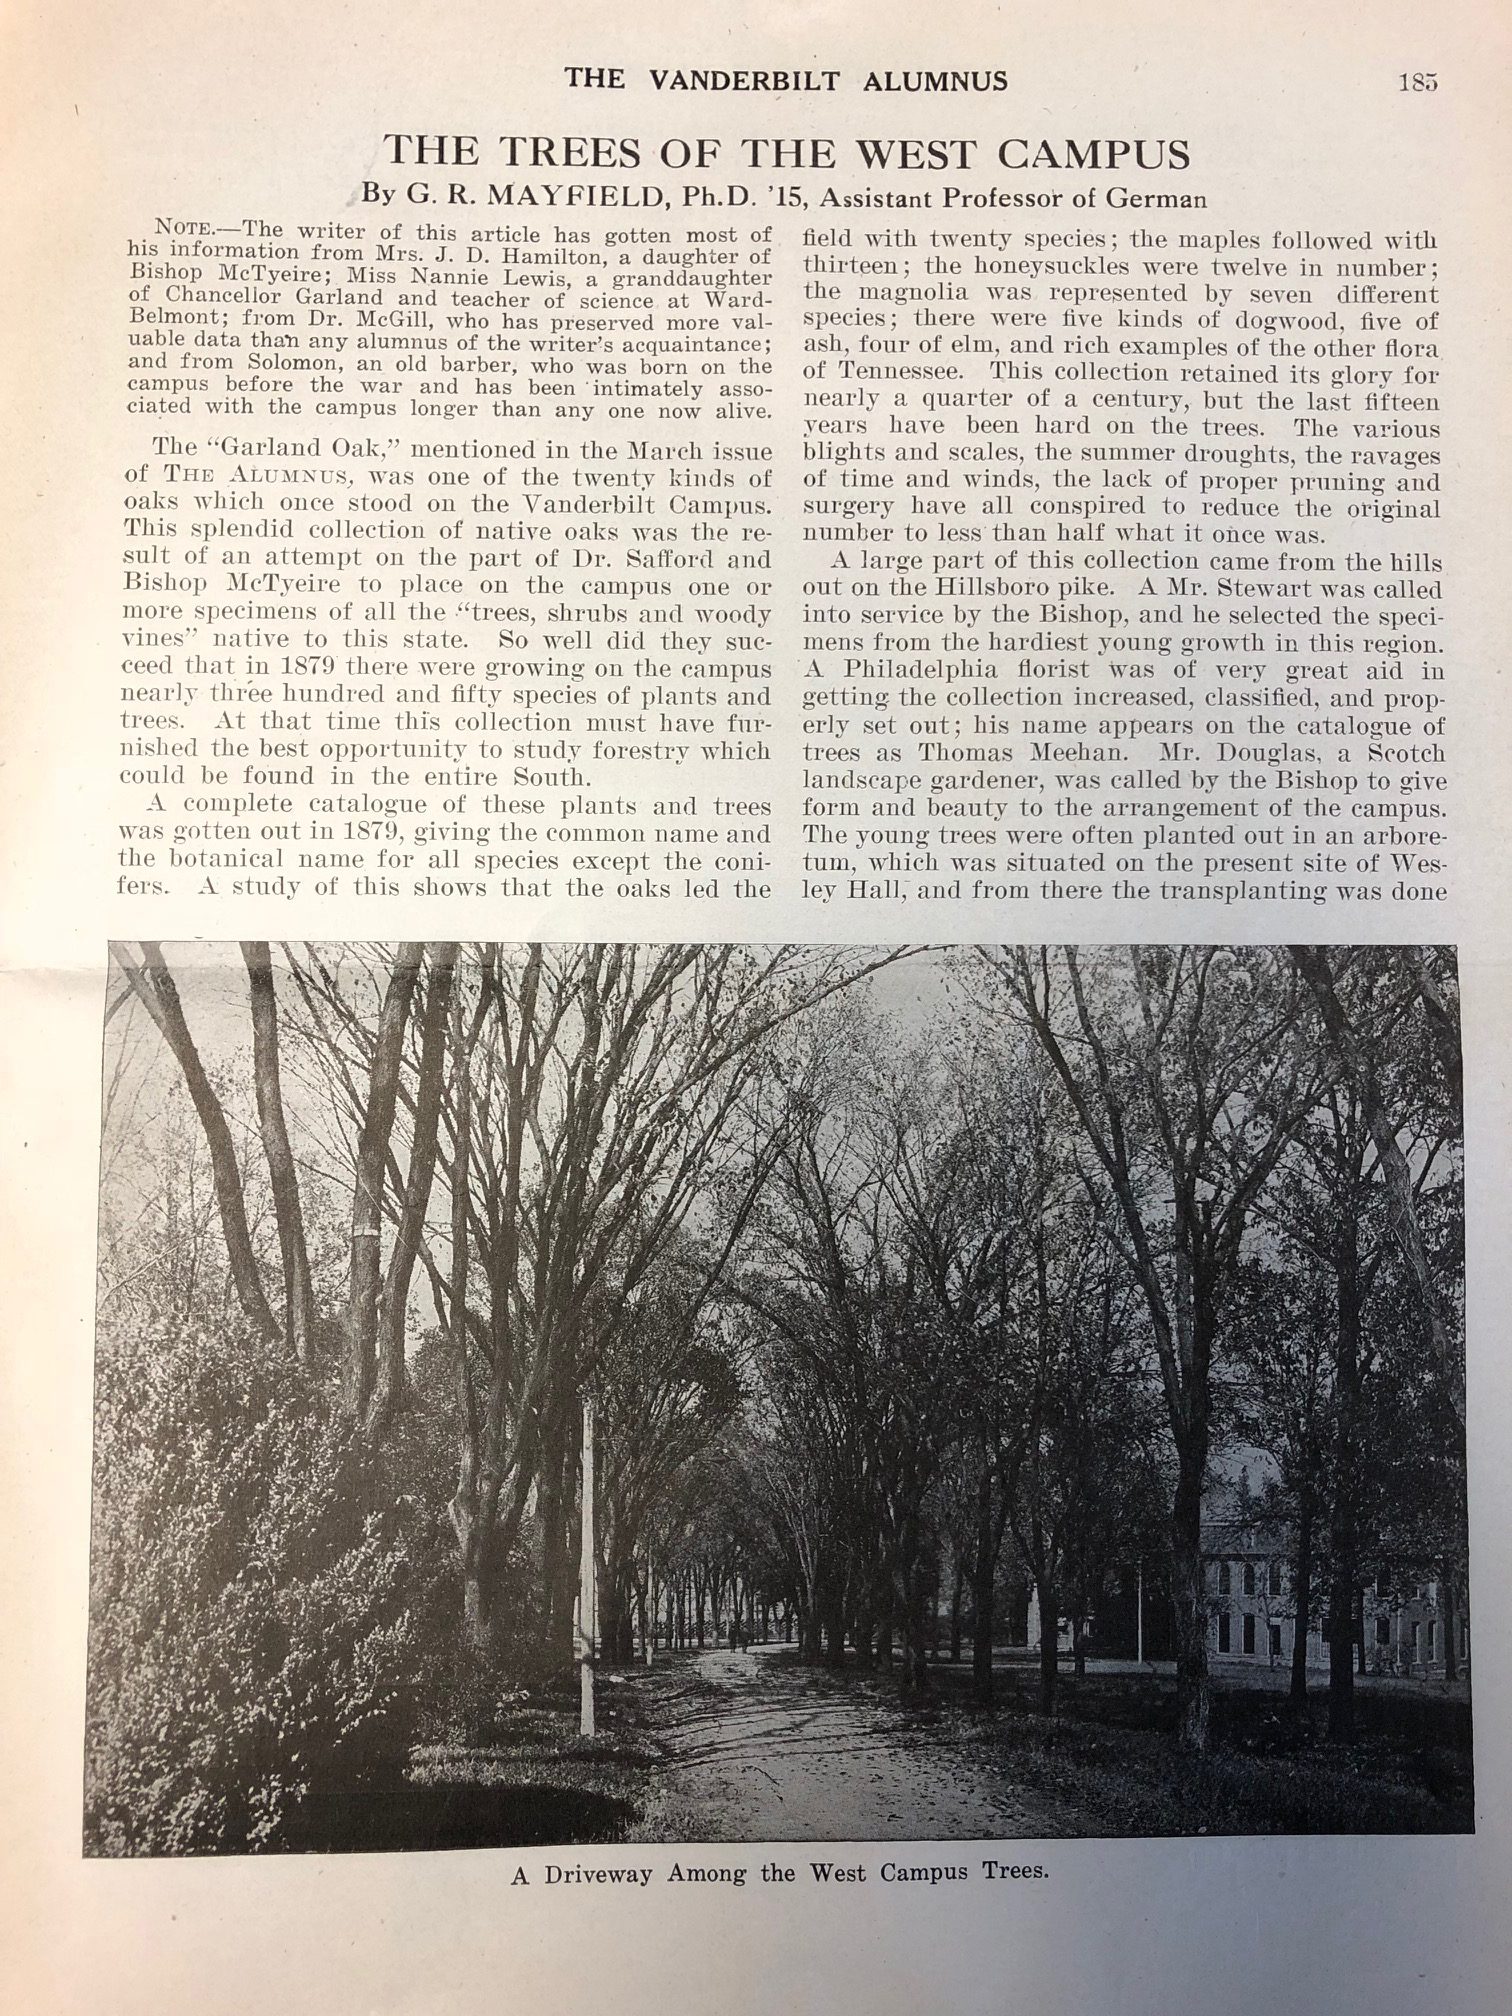 THE VANDERBILT ALUMNUS
185
THE TREES OF THE WEST CAMPUS
By G. R. MAYFIELD, Ph.D. '15, Assistant Professor of German
NOTE.—The writer of this article has gotten most of
his information from Mrs. J. D. Hamilton, a daughter of
Bishop McTyeire; Miss Nannie Lewis, a granddaughter
of Chancellor Garland and teacher of science at Ward-
Belmont; from Dr. McGill, who has preserved more val-
uable data than any alumnus of the writer's acquaintance;
and from Solomon, an old barber, who was born on the
campus before the war and has been intimately asso-
ciated with the campus longer than any one now alive.
The "Garland Oak," mentioned in the March issue
of THE ALUMNUS, was one of the twenty kinds of
oaks which once stood on the Vanderbilt Campus.
This splendid collection of native oaks was the re-
sult of an attempt on the part of Dr. Safford and
Bishop McTyeire to place on the campus one or
more specimens of all the "trees, shrubs and woody
vines" native to this state. So well did they suc-
ceed that in 1879 there were growing on the campus
nearly three hundred and fifty species of plants and
trees. At that time this collection must have fur-
nished the best opportunity to study forestry which
could be found in the entire South.
A complete catalogue of these plants and trees
was gotten out in 1879, giving the common name and
the botanical name for all species except the coni-
fers. A study of this shows that the oaks led the
field with twenty species; the maples followed with
thirteen; the honeysuckles were twelve in number;
the magnolia was represented by seven different
species; there were five kinds of dogwood, five of
ash, four of elm, and rich examples of the other flora
of Tennessee. This collection retained its glory for
nearly a quarter of a century, but the last fifteen
years have been hard on the trees. The various
blights and scales, the summer droughts, the ravages
of time and winds, the lack of proper pruning and
surgery have all conspired to reduce the original
number to less than half what it once was.
A large part of this collection came from the hills
out on the Hillsboro pike. A Mr. Stewart was called
into service by the Bishop, and he selected the speci-
mens from the hardiest young growth in this region.
A Philadelphia florist was of very great aid in
getting the collection increased, classified, and prop-
erly set out; his name appears on the catalogue of
trees as Thomas Meehan. Mr. Douglas, a Scotch
landscape gardener, was called by the Bishop to give
form and beauty to the arrangement of the campus.
The young trees were often planted out in an arbore-
tum, which was situated on the present site of Wes-
ley Hall, and from there the transplanting was done
A Driveway Among the West Campus Trees.